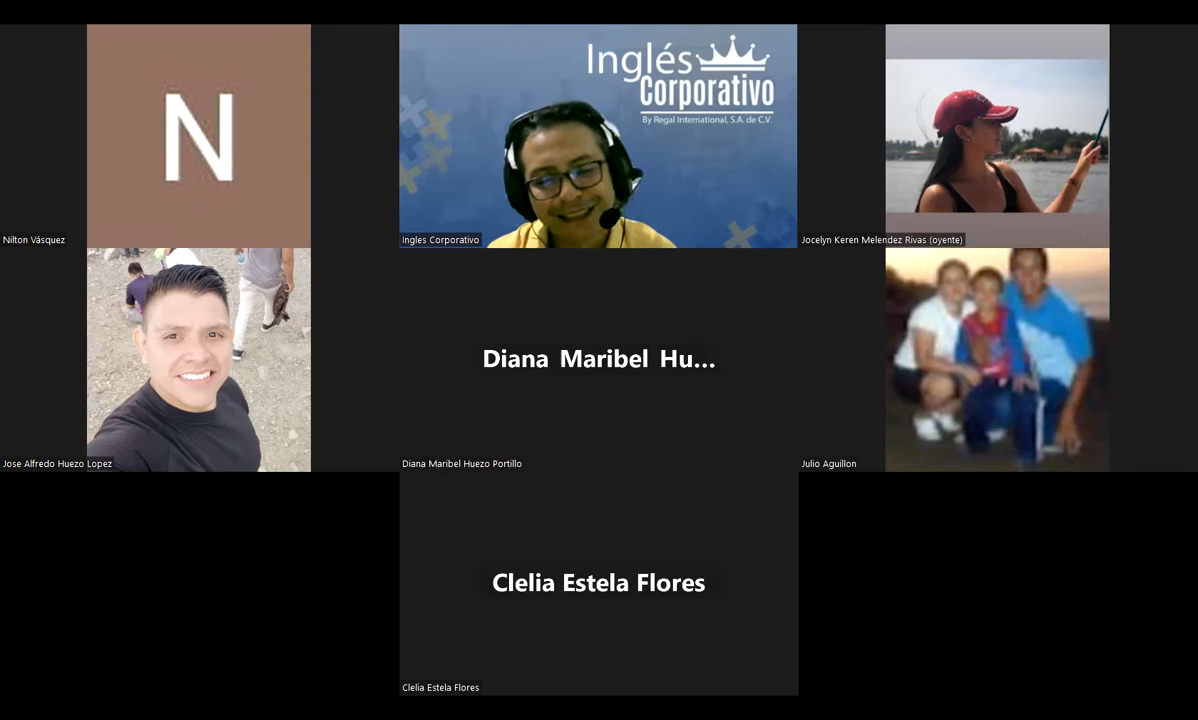 N
Nilton Vásquez
Inglés
Corporativo
By Regal International, S.A. de C.V.
Ingles Corporativo
Jocelyn Keren Melendez Rivas (oyente)
Jose Alfredo Huezo Lopez
Diana Maribel Hu...
Diana Maribel Huezo Portillo
Julio Aguillon
Clelia Estela Flores
Clelia Estela Flores